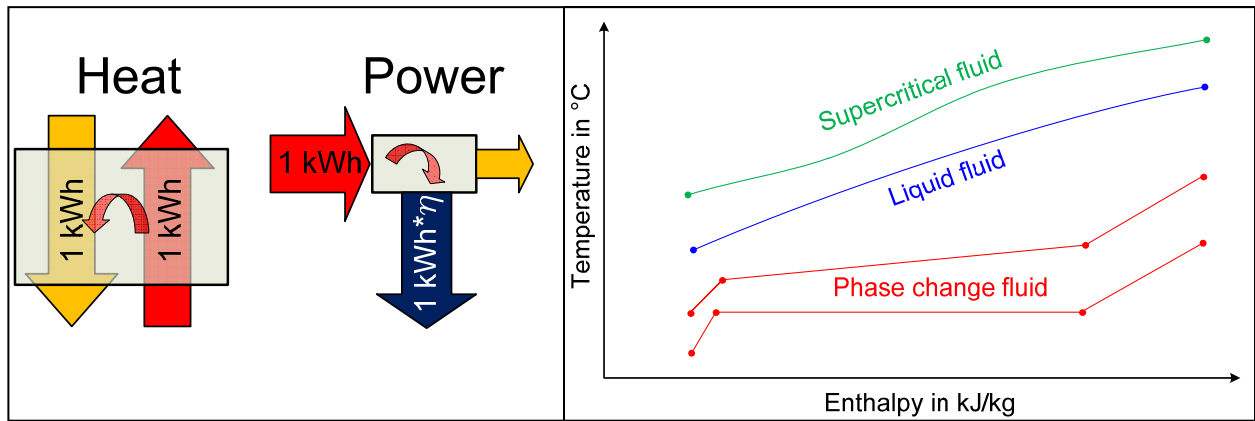 Heat
Power
1 kWh
1 kWh
1 kWh
1 kWh*η
Temperature in °C
Supercritical fluid
Liquid fluid
Phase change fluid
Enthalpy in kJ/kg